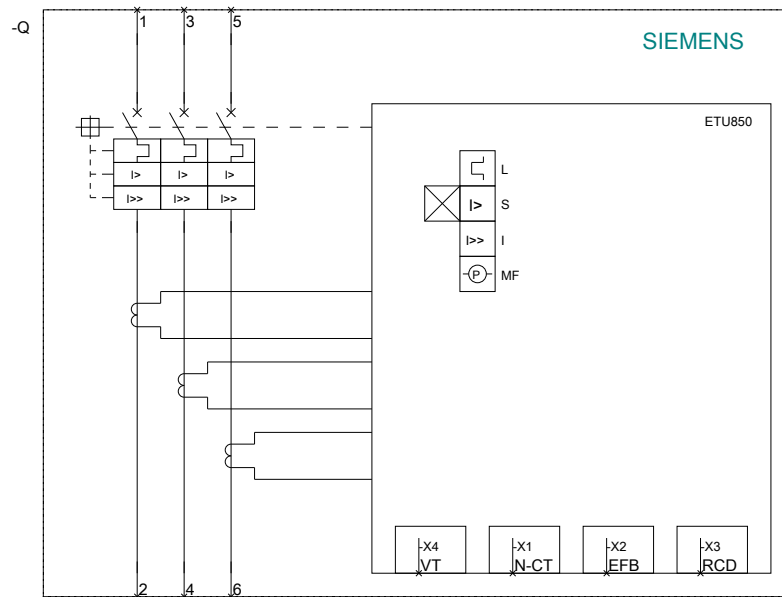 -Q
1 3 5
SIEMENS
ETU850
L
I> I> I>
I>> I>> I>>
I> S
I>> I
P MF
-X4 -X1 -X2 -X3
VT N-CT EFB RCD
2 4 6